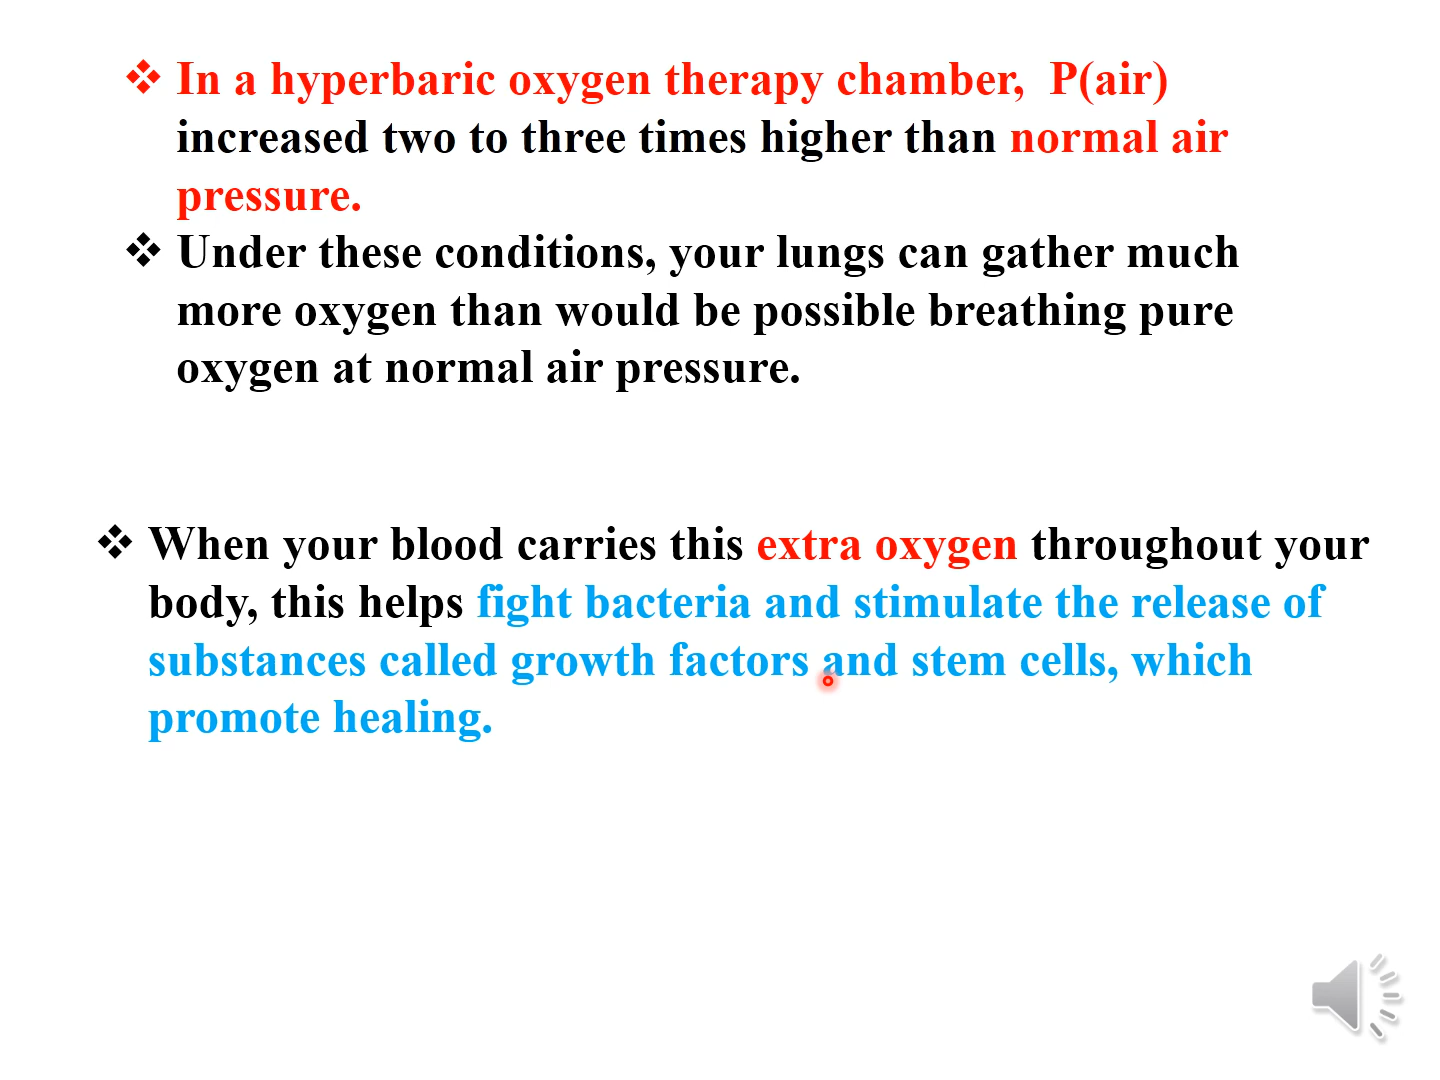 ❖ In a hyperbaric oxygen therapy chamber, P(air)
increased two to three times higher than normal air
pressure.
❖ Under these conditions, your lungs can gather much
more oxygen than would be possible breathing pure
oxygen at normal air pressure.
❖ When your blood carries this extra oxygen throughout your
body, this helps fight bacteria and stimulate the release of
substances called growth factors and stem cells, which
promote healing.